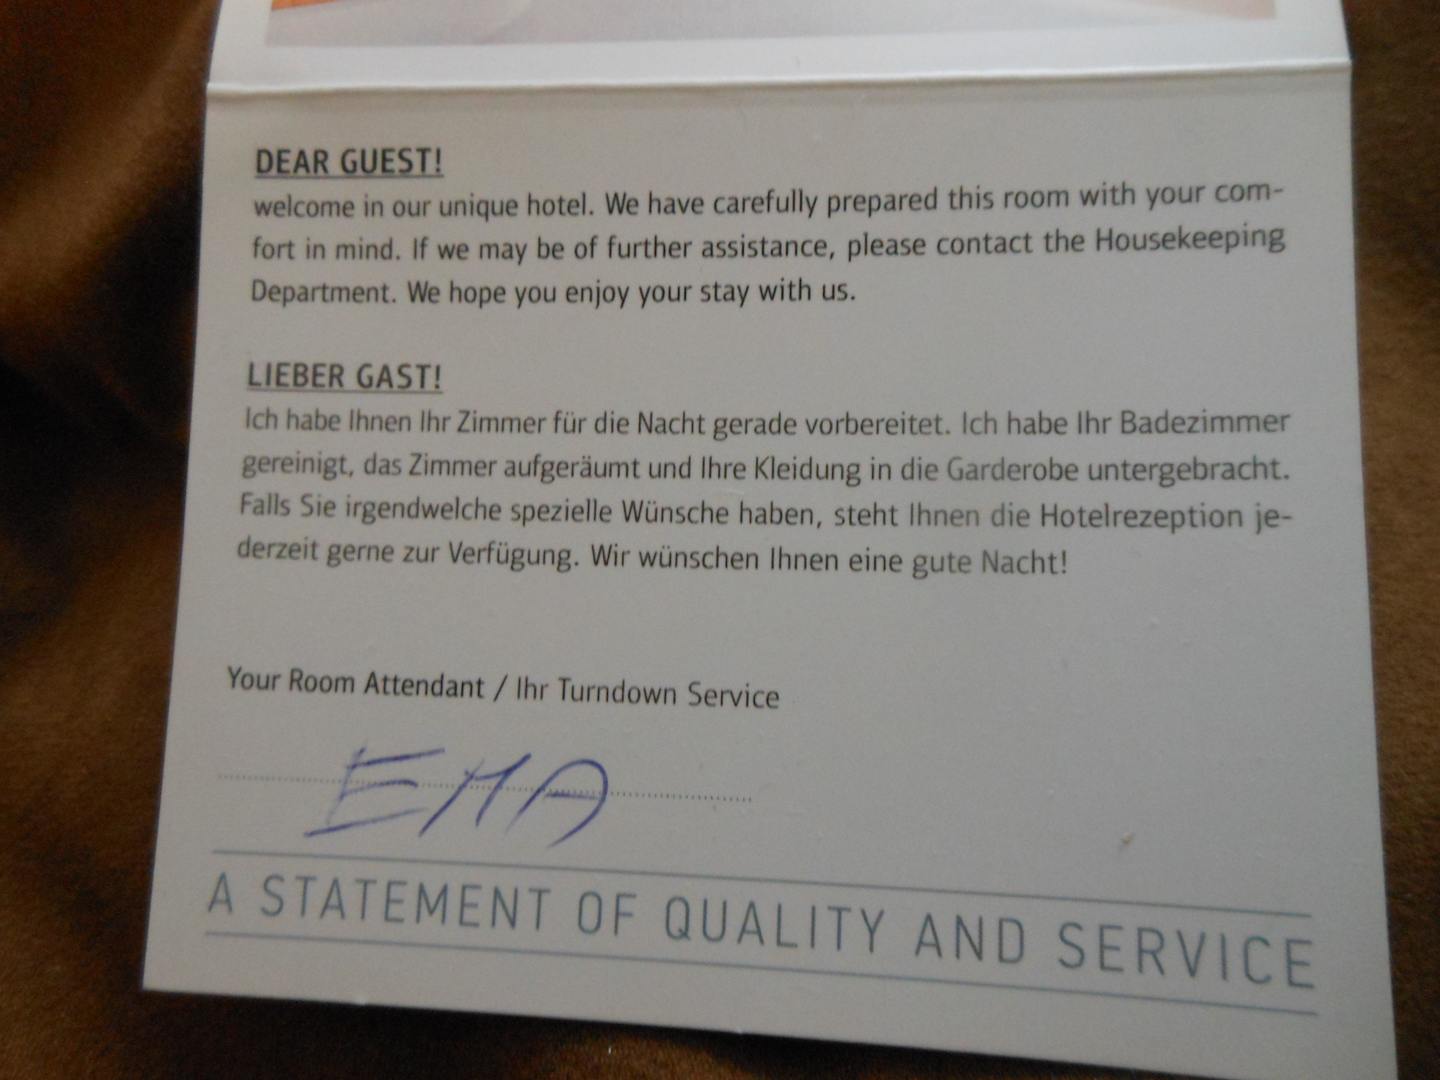 DEAR GUEST!
welcome in our unique hotel. We have carefully prepared this room with your com-
fort in mind. If we may be of further assistance, please contact the Housekeeping
Department. We hope you enjoy your stay with us.
LIEBER GAST!
Ich habe Ihnen Ihr Zimmer für die Nacht gerade vorbereitet. Ich habe Ihr Badezimmer
gereinigt, das Zimmer aufgeräumt und Ihre Kleidung in die Garderobe untergebracht.
Falls Sie irgendwelche spezielle Wünsche haben, steht Ihnen die Hotelrezeption je-
derzeit gerne zur Verfügung. Wir wünschen Ihnen eine gute Nacht!
Your Room Attendant / Ihr Turndown Service
EMA
A STATEMENT OF QUALITY AND SERVICE